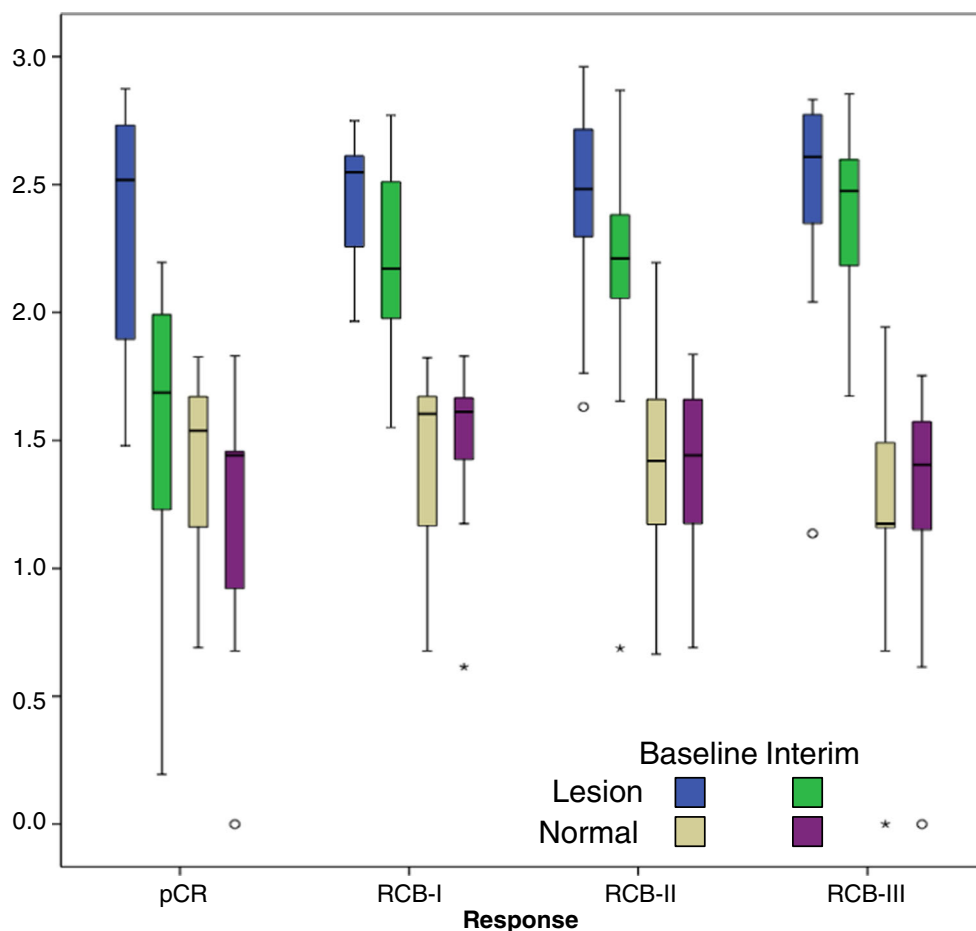 3.0
2.5
2.0
1.5
1.0
0.5
0.0
Baseline Interim
Lesion
Normal
pCR RCB-I RCB-II RCB-III
Response